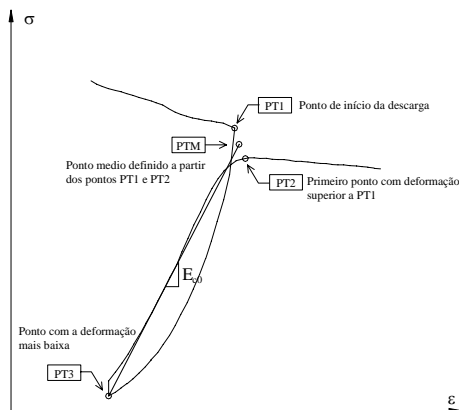 σ
PT1 Ponto de início da descarga
PTM
Ponto medio definido a partir
dos pontos PT1 e PT2
PT2 Primeiro ponto com deformação
superior a PT1
E
Ponto com a deformação
mais baixa
PT3
ε